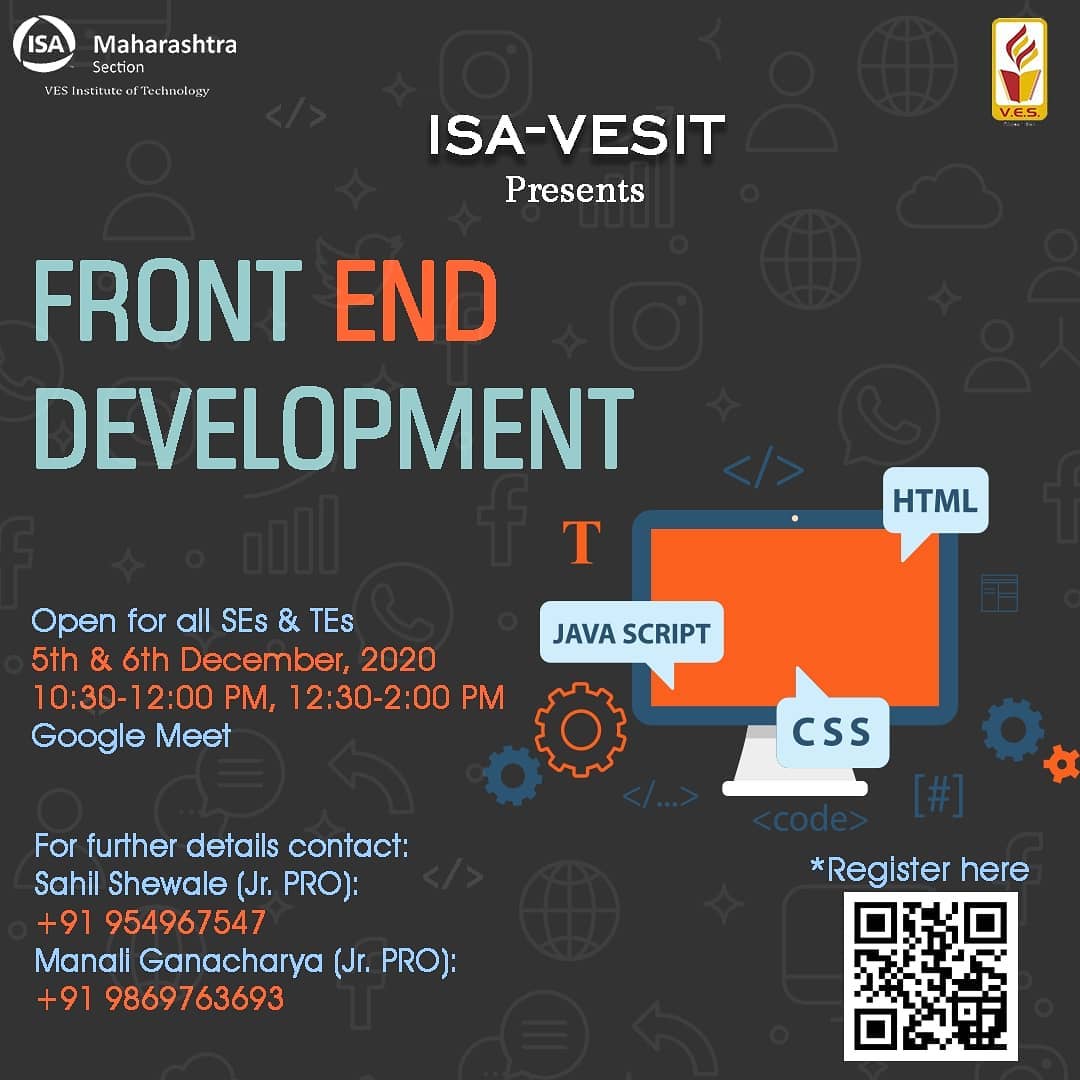 ISA Maharashtra
Section
VES Institute of Technology
V.E.S.
ISA-VESIT
Presents
FRONT END
DEVELOPMENT
</>
HTML
T
JAVA SCRIPT
CSS
Open for all SEs & TEs
5th & 6th December, 2020
10:30-12:00 PM, 12:30-2:00 PM
Google Meet
</...>
<code>
[#]
For further details contact:
Sahil Shewale (Jr. PRO):
+91 954967547
Manali Ganacharya (Jr. PRO):
+91 9869763693
*Register here